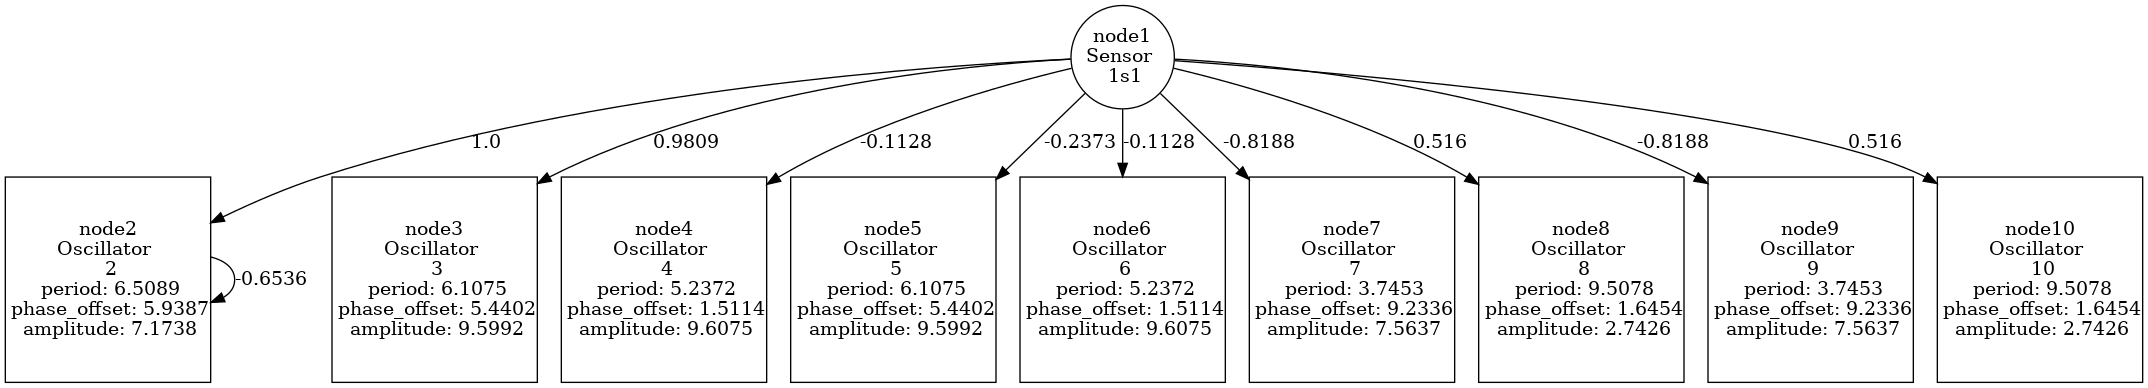 node1
Sensor
1s1
1.0
0.9809
-0.1128
-0.2373
-0.1128
-0.8188
0.516
-0.8188
0.516
node2
Oscillator
2
period: 6.5089
phase_offset: 5.9387
amplitude: 7.1738
-0.6536
node3
Oscillator
3
period: 6.1075
phase_offset: 5.4402
amplitude: 9.5992
node4
Oscillator
4
period: 5.2372
phase_offset: 1.5114
amplitude: 9.6075
node5
Oscillator
5
period: 6.1075
phase_offset: 5.4402
amplitude: 9.5992
node6
Oscillator
6
period: 5.2372
phase_offset: 1.5114
amplitude: 9.6075
node7
Oscillator
7
period: 3.7453
phase_offset: 9.2336
amplitude: 7.5637
node8
Oscillator
8
period: 9.5078
phase_offset: 1.6454
amplitude: 2.7426
node9
Oscillator
9
period: 3.7453
phase_offset: 9.2336
amplitude: 7.5637
node10
Oscillator
10
period: 9.5078
phase_offset: 1.6454
amplitude: 2.7426